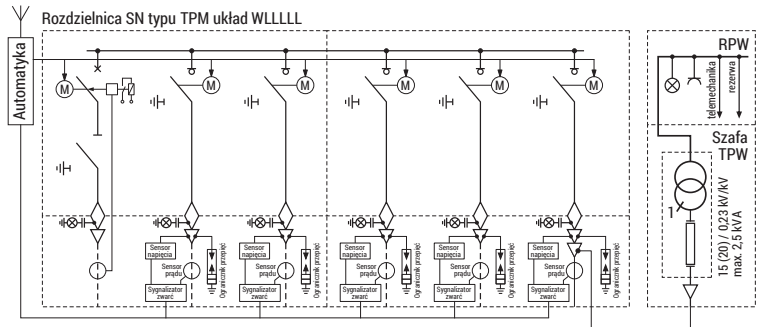 Rozdzielnica SN typu TPM układ WLLLLL
Automatyka
M
M
M
M
M
M
RPW
telemechanika
rezerwa
Szafa
TPW
1
15 (20) / 0,23 kV/kV
max. 2,5 kVA
Sensor
napięcia
Sensor
prądu
Sygnalizator
zwarć
Ogranicznik przepięć
Sensor
napięcia
Sensor
prądu
Sygnalizator
zwarć
Ogranicznik przepięć
Sensor
napięcia
Sensor
prądu
Sygnalizator
zwarć
Ogranicznik przepięć
Sensor
napięcia
Sensor
prądu
Sygnalizator
zwarć
Ogranicznik przepięć
Sensor
napięcia
Sensor
prądu
Sygnalizator
zwarć
Ogranicznik przepięć